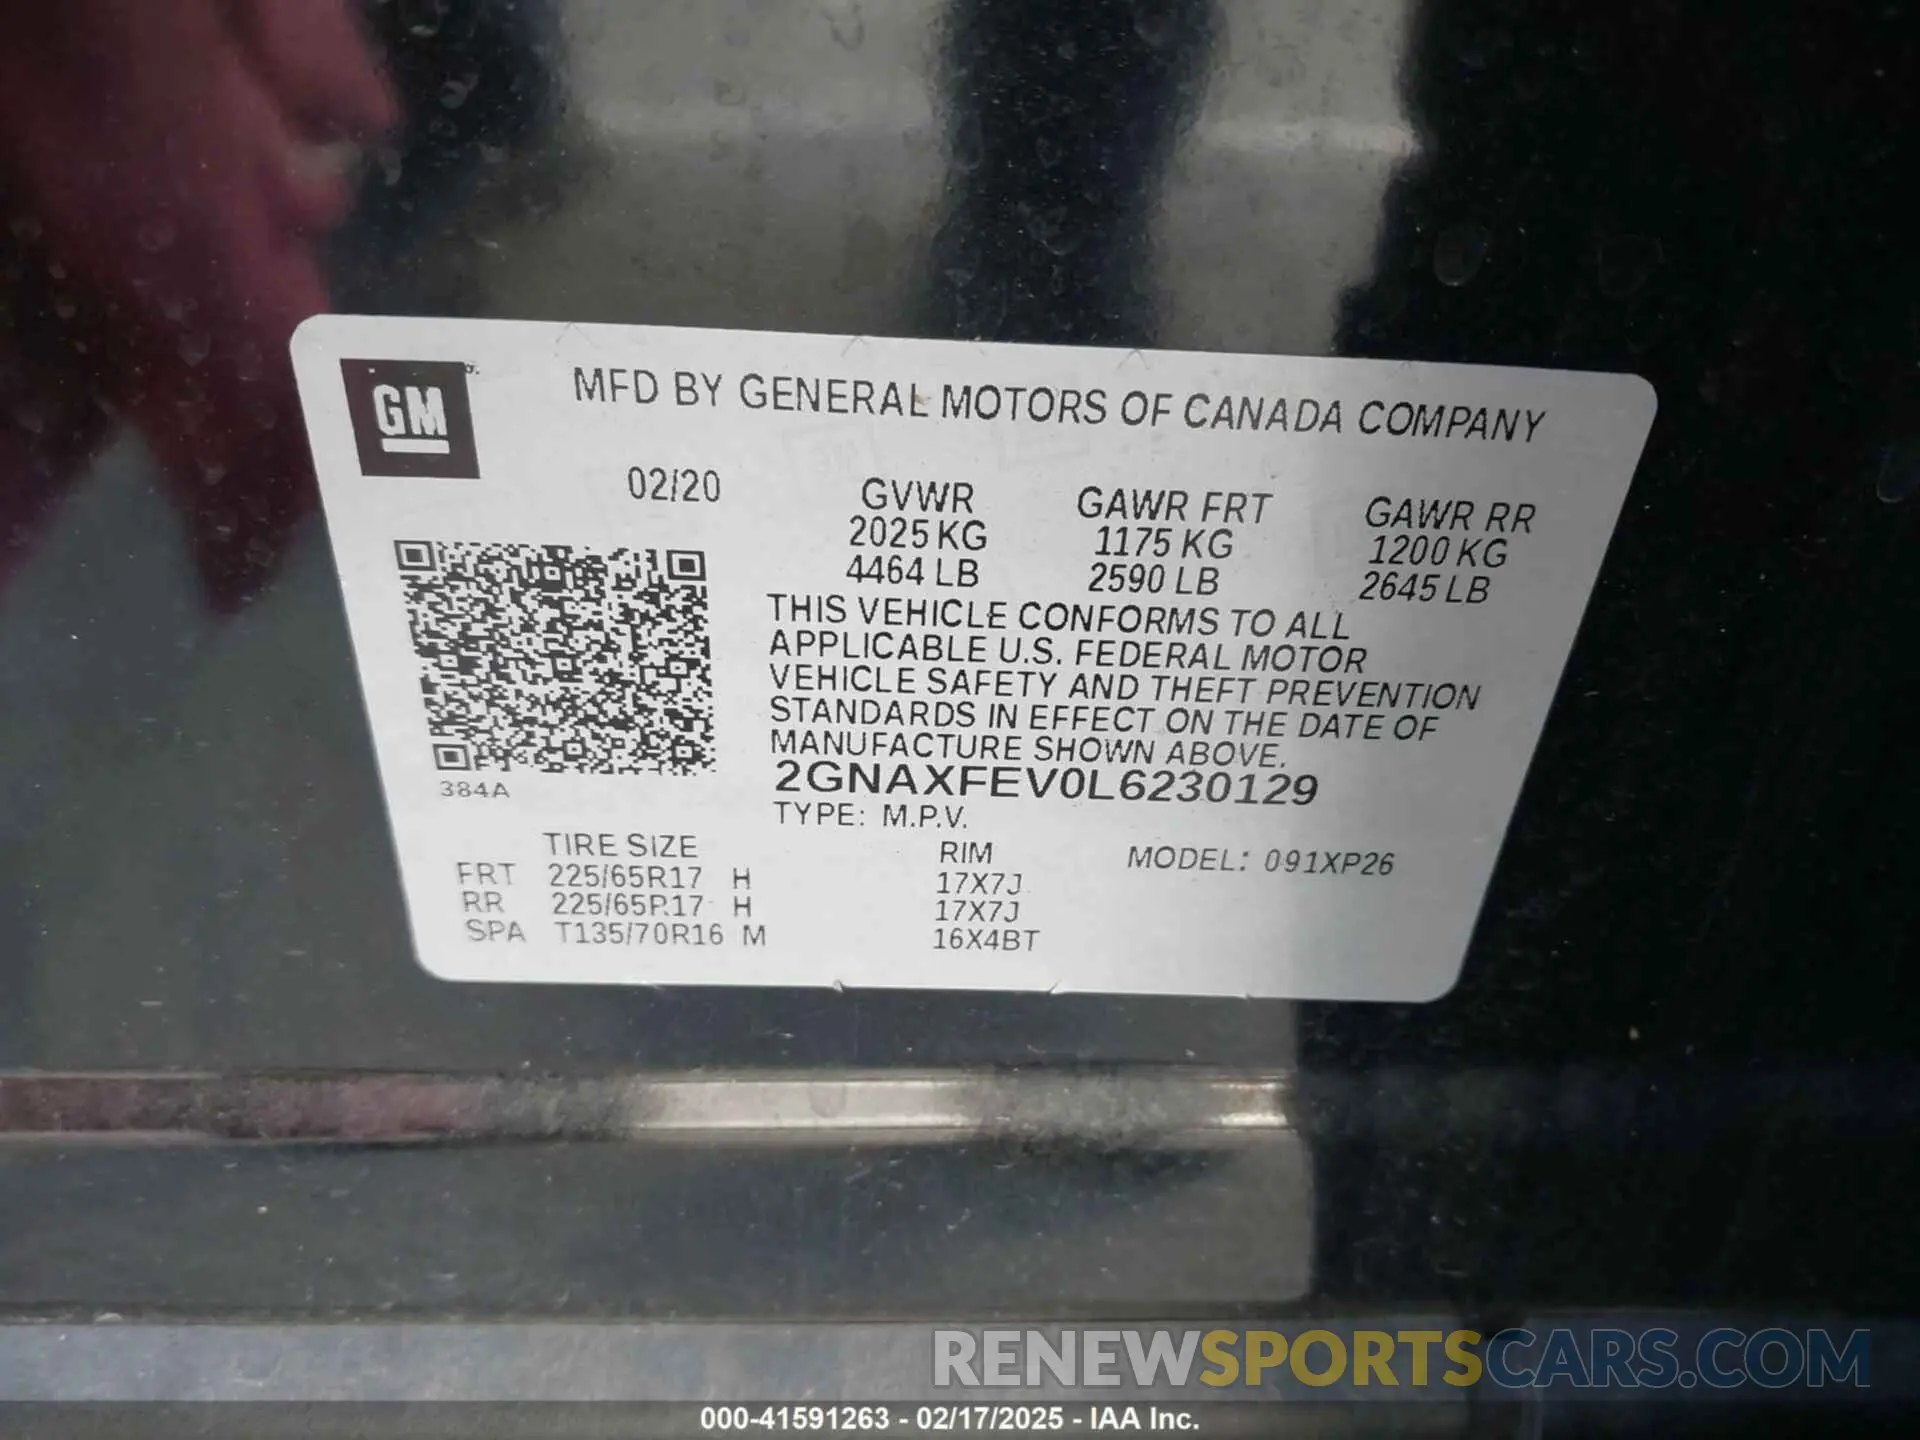 GM
MFD BY GENERAL MOTORS OF CANADA COMPANY
02/20
GVWR
2025 KG
4464 LB
GAWR FRT
1175 KG
2590 LB
GAWR RR
1200 KG
2645 LB
THIS VEHICLE CONFORMS TO ALL
APPLICABLE U.S. FEDERAL MOTOR
VEHICLE SAFETY AND THEFT PREVENTION
STANDARDS IN EFFECT ON THE DATE OF
MANUFACTURE SHOWN ABOVE.
2GNAXFEV0L6230129
TYPE: M.P.V.
384A
TIRE SIZE RIM MODEL: 091XP26
FRT 225/65R17 H 17X7J
RR 225/65R17 H 17X7J
SPA T135/70R16 M 16X4BT
RENEWSPORTSCARS.COM
000-41591263 - 02/17/2025 - IAA Inc.